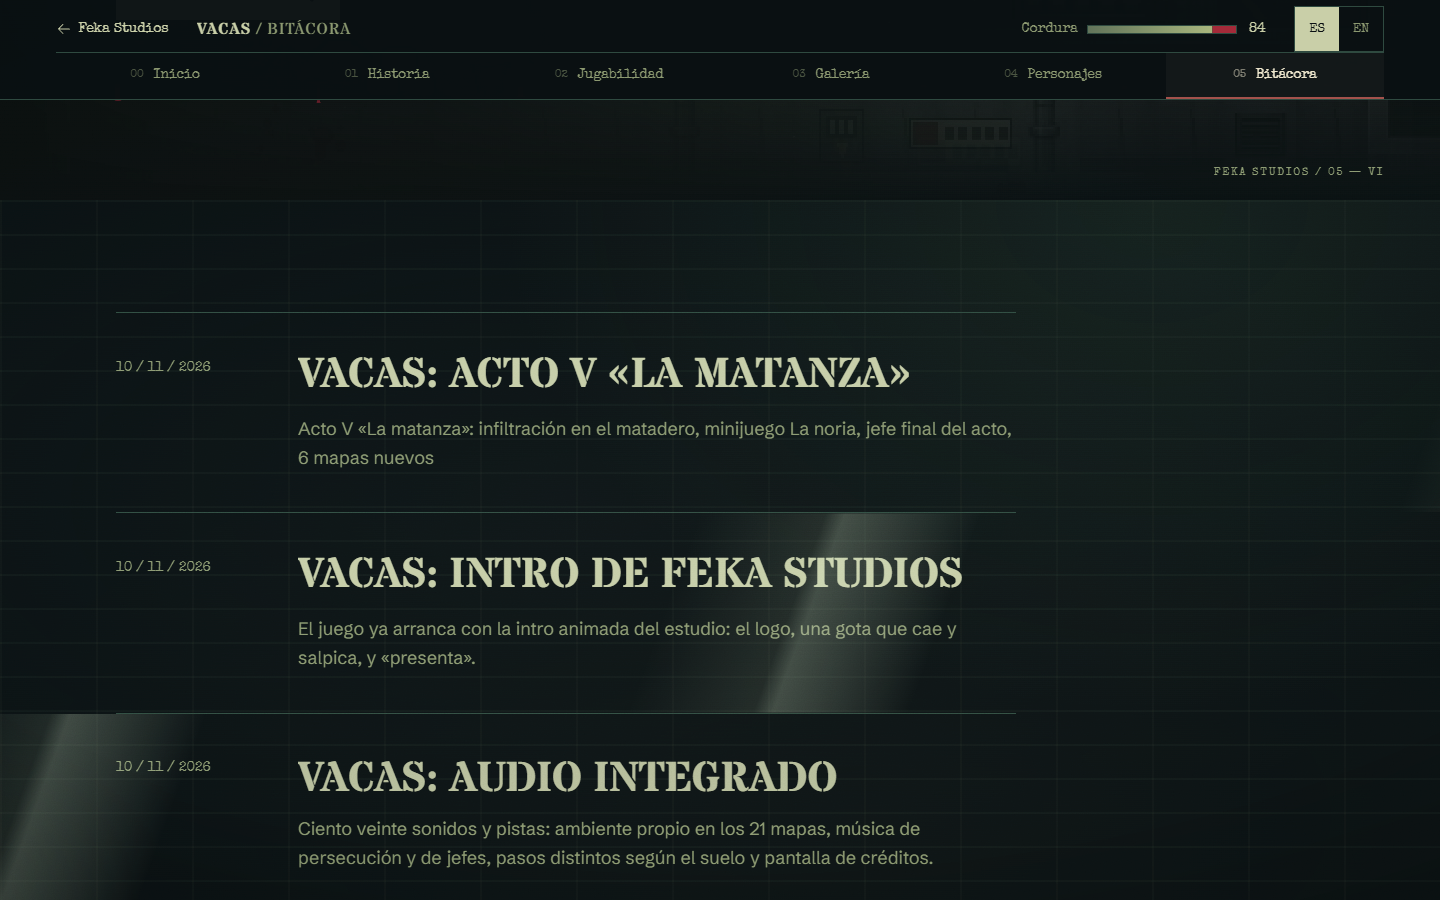 ← Feka Studios
VACAS / BITÁCORA
Cordura
84
ES
EN
00 Inicio
01 Historia
02 Jugabilidad
03 Galería
04 Personajes
05 Bitácora
FEKA STUDIOS / 05 — VI
10 / 11 / 2026
VACAS: ACTO V «LA MATANZA»
Acto V «La matanza»: infiltración en el matadero, minijuego La noria, jefe final del acto,
6 mapas nuevos
10 / 11 / 2026
VACAS: INTRO DE FEKA STUDIOS
El juego ya arranca con la intro animada del estudio: el logo, una gota que cae y
salpica, y «presenta».
10 / 11 / 2026
VACAS: AUDIO INTEGRADO
Ciento veinte sonidos y pistas: ambiente propio en los 21 mapas, música de
persecución y de jefes, pasos distintos según el suelo y pantalla de créditos.